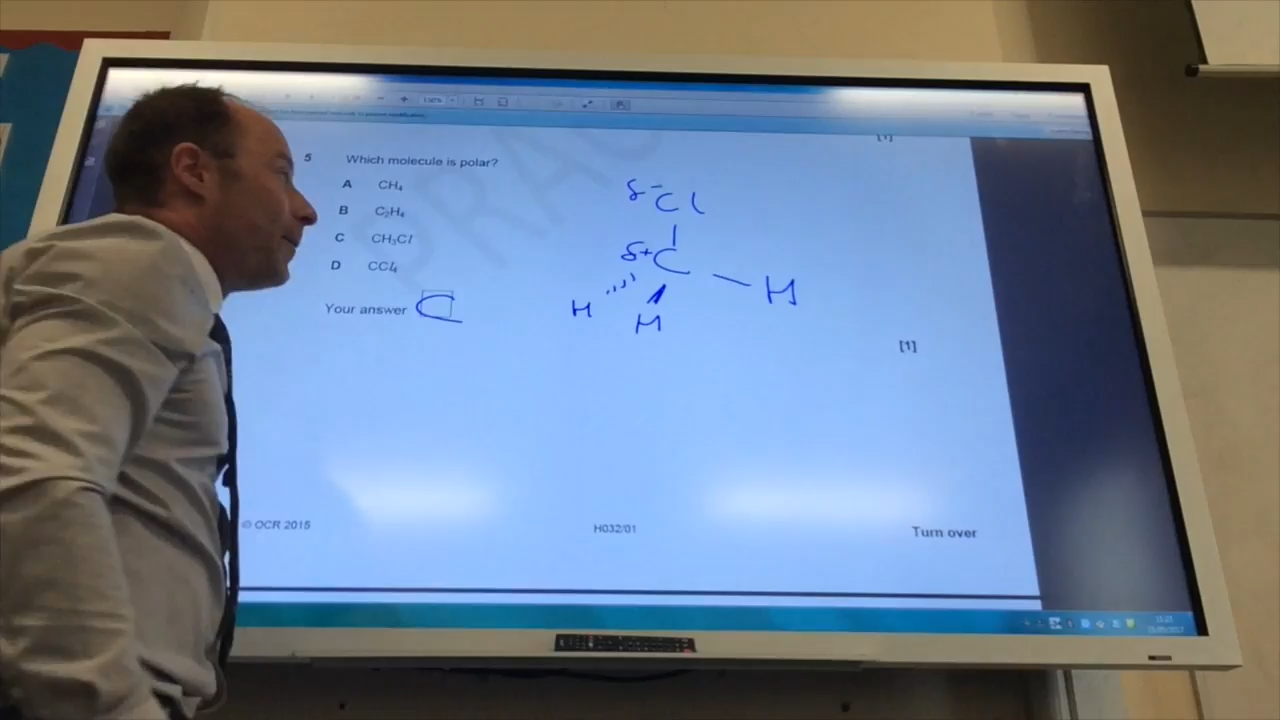 150%
[1]
5 Which molecule is polar?
A CH₄
B C₂H₄
C CH₃Cl
D CCl₄
Your answer C
δ- Cl
δ+ C
H
H
H
[1]
© OCR 2015 H032/01 Turn over